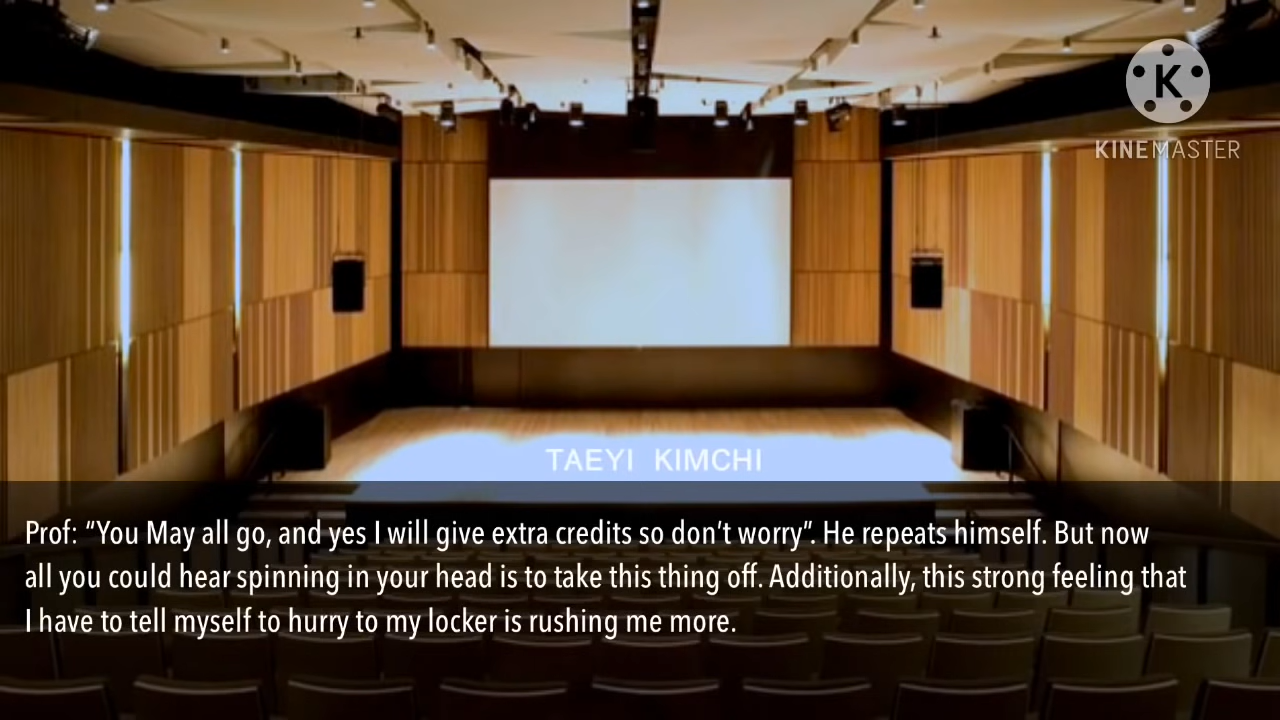 K
KINEMASTER
TAEYI KIMCHI
Prof: “You May all go, and yes I will give extra credits so don’t worry”. He repeats himself. But now
all you could hear spinning in your head is to take this thing off. Additionally, this strong feeling that
I have to tell myself to hurry to my locker is rushing me more.